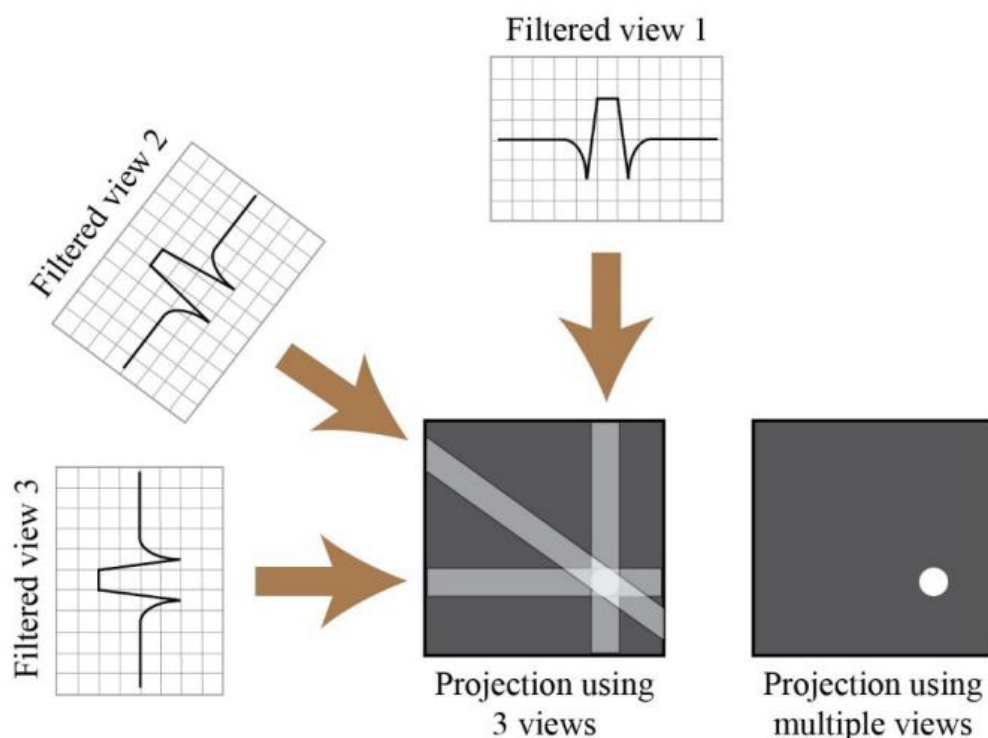 Filtered view 1
Filtered view 2
Filtered view 3
Projection using
3 views
Projection using
multiple views